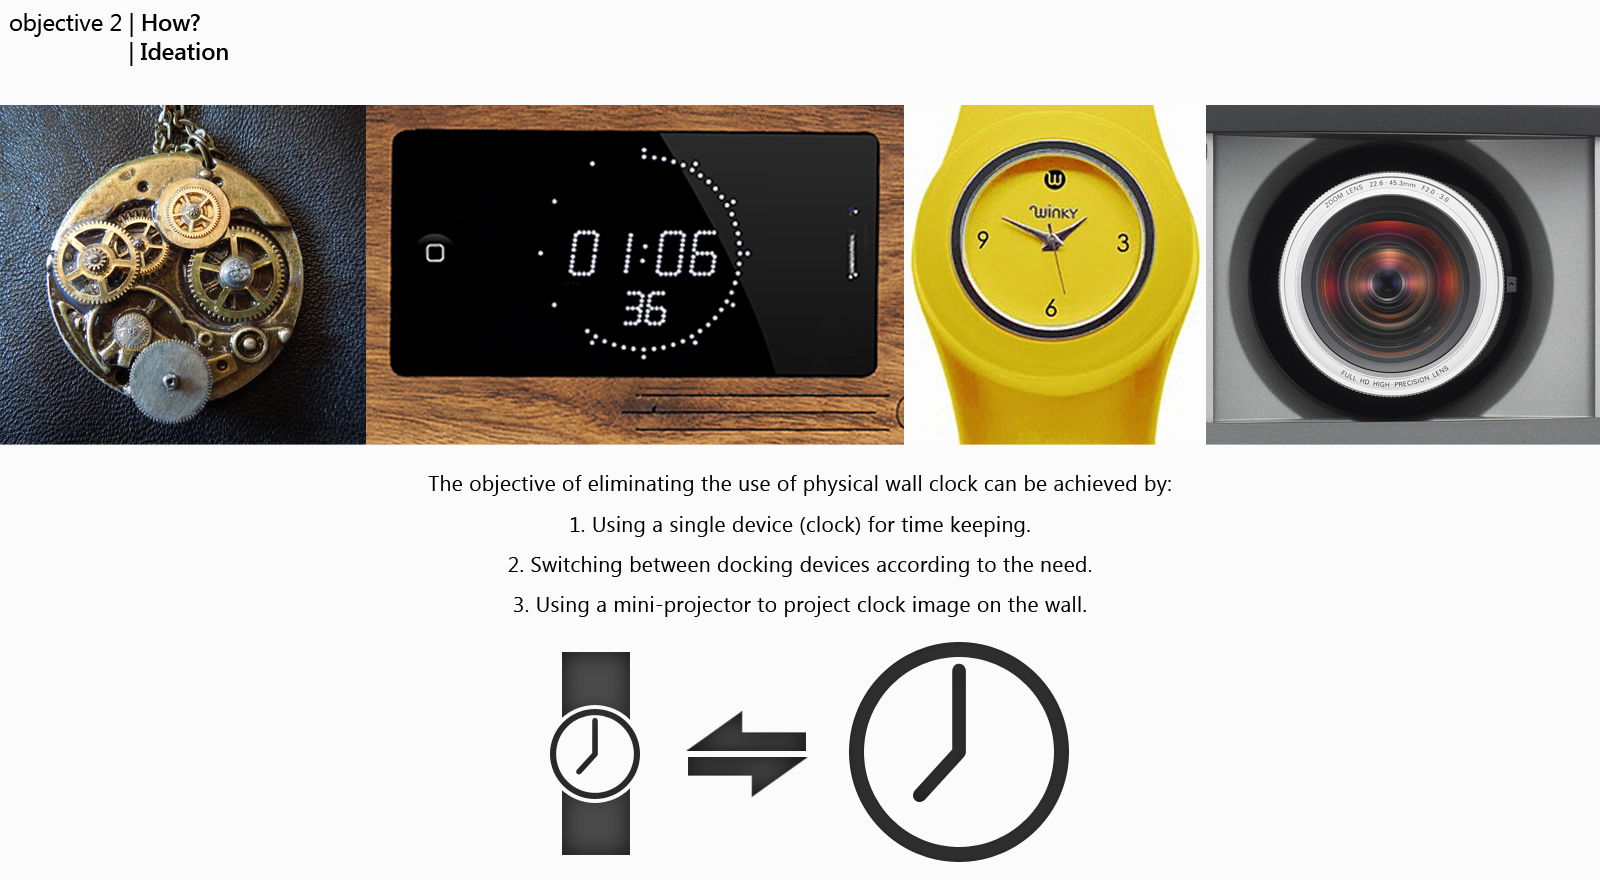 objective 2 | How?
| Ideation
01:06
36
W
WINKY
9
3
6
ZOOM LENS 22.6 - 45.3mm F2.0 - 3.0
FULL HD HIGH-PRECISION LENS
The objective of eliminating the use of physical wall clock can be achieved by:
1. Using a single device (clock) for time keeping.
2. Switching between docking devices according to the need.
3. Using a mini-projector to project clock image on the wall.